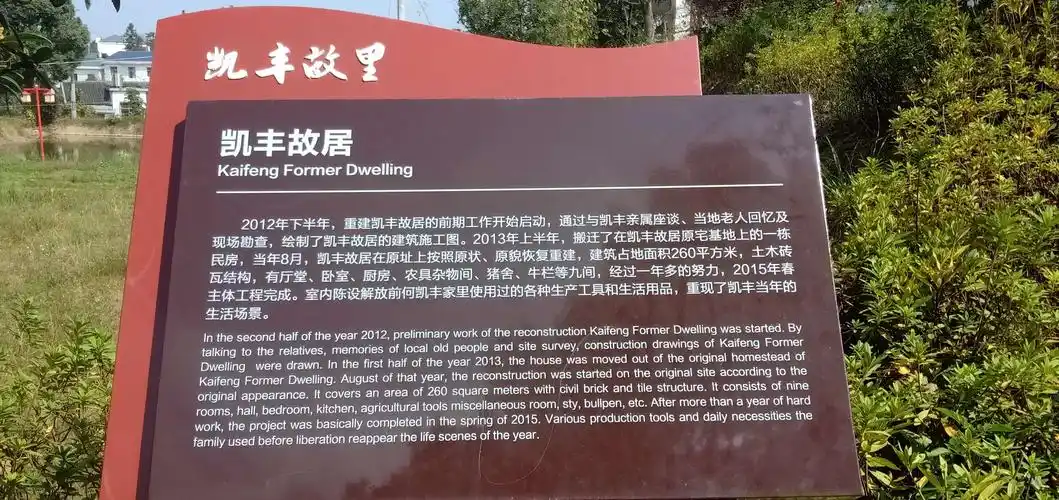 凯丰故里
凯丰故居
Kaifeng Former Dwelling
2012年下半年，重建凯丰故居的前期工作开始启动，通过与凯丰亲属座谈、当地老人回忆及
现场勘查，绘制了凯丰故居的建筑施工图。2013年上半年，搬迁了在凯丰故居原宅基地上的一栋
民房，当年8月，凯丰故居在原址上按照原状、原貌恢复重建，建筑占地面积260平方米，土木砖
瓦结构，有厅堂、卧室、厨房、农具杂物间、猪舍、牛栏等九间，经过一年多的努力，2015年春
主体工程完成。室内陈设解放前何凯丰家里使用过的各种生产工具和生活用品，重现了凯丰当年的
生活场景。
In the second half of the year 2012, preliminary work of the reconstruction Kaifeng Former Dwelling was started. By
talking to the relatives, memories of local old people and site survey, construction drawings of Kaifeng Former
Dwelling were drawn. In the first half of the year 2013, the house was moved out of the original homestead of
Kaifeng Former Dwelling. August of that year, the reconstruction was started on the original site according to the
original appearance. It covers an area of 260 square meters with civil brick and tile structure. It consists of nine
rooms, hall, bedroom, kitchen, agricultural tools miscellaneous room, sty, bullpen, etc. After more than a year of hard
work, the project was basically completed in the spring of 2015. Various production tools and daily necessities the
family used before liberation reappear the life scenes of the year.